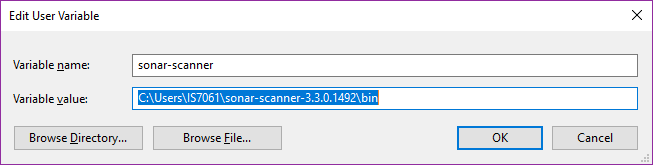 Edit User Variable
Variable name: sonar-scanner
Variable value: C:\Users\IS7061\sonar-scanner-3.3.0.1492\bin
Browse Directory... Browse File... OK Cancel